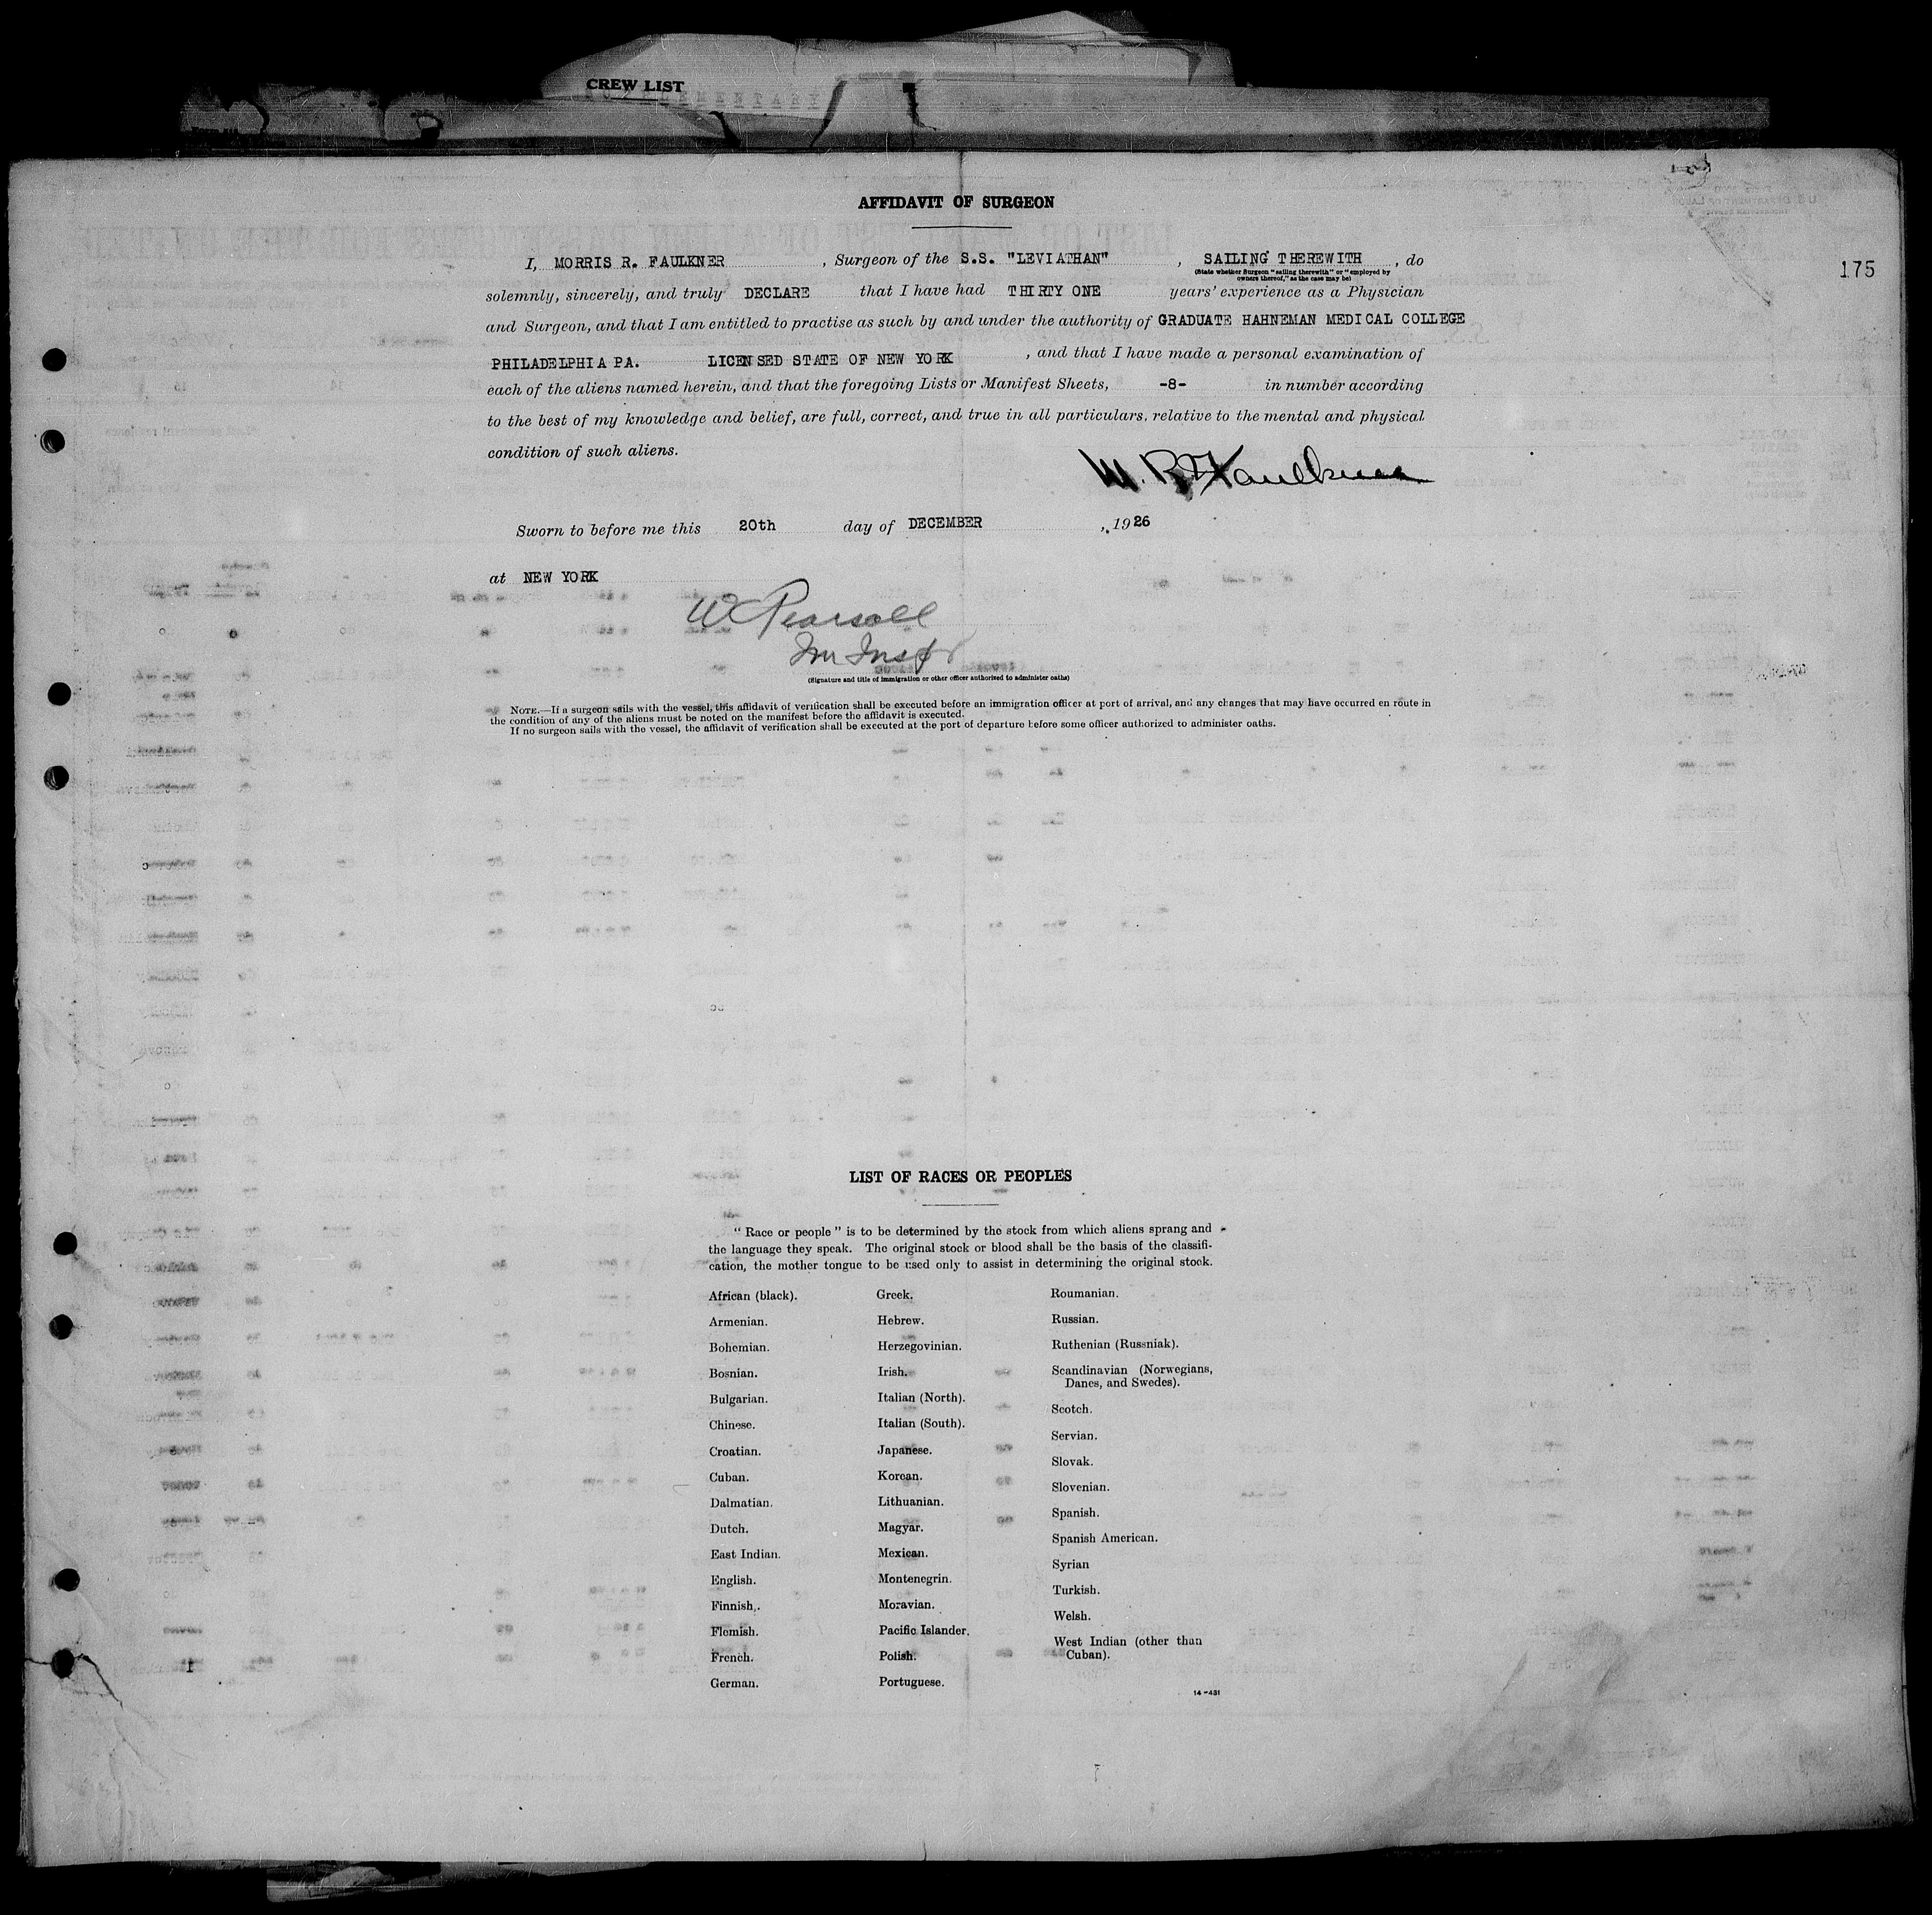 CREW LIST
SUPPLEMENTARY
175
AFFIDAVIT OF SURGEON
I, MORRIS R. FAULKNER, Surgeon of the S.S. "LEVIATHAN", SAILING THEREWITH, do
(State whether Surgeon "sailing therewith" or "employed by
owners thereof," as the case may be)
solemnly, sincerely, and truly DECLARE that I have had THIRTY ONE years' experience as a Physician
and Surgeon, and that I am entitled to practise as such by and under the authority of GRADUATE HAHNEMAN MEDICAL COLLEGE
PHILADELPHIA PA. LICENSED STATE OF NEW YORK, and that I have made a personal examination of
each of the aliens named herein, and that the foregoing Lists or Manifest Sheets, -8- in number according
to the best of my knowledge and belief, are full, correct, and true in all particulars, relative to the mental and physical
condition of such aliens.
M. R. Faulkner
Sworn to before me this 20th day of DECEMBER, 1926
at NEW YORK
W Pearsall
Im Inspr
(Signature and title of immigration or other officer authorized to administer oaths)
NOTE.—If a surgeon sails with the vessel, this affidavit of verification shall be executed before an immigration officer at port of arrival, and any changes that may have occurred en route in
the condition of any of the aliens must be noted on the manifest before the affidavit is executed.
If no surgeon sails with the vessel, the affidavit of verification shall be executed at the port of departure before some officer authorized to administer oaths.
LIST OF RACES OR PEOPLES
"Race or people" is to be determined by the stock from which aliens sprang and
the language they speak. The original stock or blood shall be the basis of the classifi-
cation, the mother tongue to be used only to assist in determining the original stock.
African (black).
Armenian.
Bohemian.
Bosnian.
Bulgarian.
Chinese.
Croatian.
Cuban.
Dalmatian.
Dutch.
East Indian.
English.
Finnish.
Flemish.
French.
German.
Greek.
Hebrew.
Herzegovinian.
Irish.
Italian (North).
Italian (South).
Japanese.
Korean.
Lithuanian.
Magyar.
Mexican.
Montenegrin.
Moravian.
Pacific Islander.
Polish.
Portuguese.
Roumanian.
Russian.
Ruthenian (Russniak).
Scandinavian (Norwegians,
Danes, and Swedes).
Scotch.
Servian.
Slovak.
Slovenian.
Spanish.
Spanish American.
Syrian
Turkish.
Welsh.
West Indian (other than
Cuban).
14-431